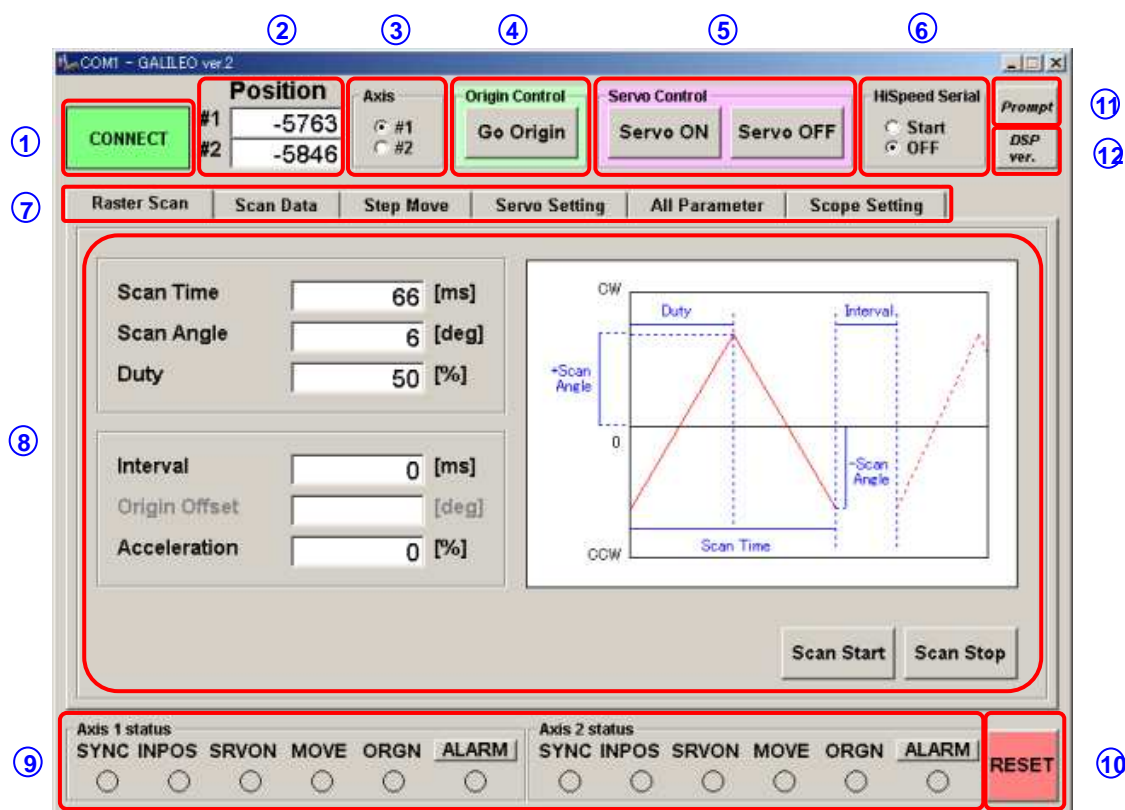 ② ③ ④ ⑤ ⑥
COM1 - GALILEO ver.2
Position
Axis
Origin Control
Servo Control
HiSpeed Serial
Prompt ⑪
① CONNECT
#1 -5763
#2 -5846
#1
#2
Go Origin
Servo ON Servo OFF
Start
OFF
DSP
ver.
⑫
⑦ Raster Scan Scan Data Step Move Servo Setting All Parameter Scope Setting
Scan Time 66 [ms]
Scan Angle 6 [deg]
Duty 50 [%]
⑧
Interval 0 [ms]
Origin Offset [deg]
Acceleration 0 [%]
CW
Duty
Interval
+Scan
Angle
0
-Scan
Angle
Scan Time
CCW
Scan Start Scan Stop
Axis 1 status
SYNC INPOS SRVON MOVE ORGN ALARM
Axis 2 status
SYNC INPOS SRVON MOVE ORGN ALARM
⑨
RESET ⑩